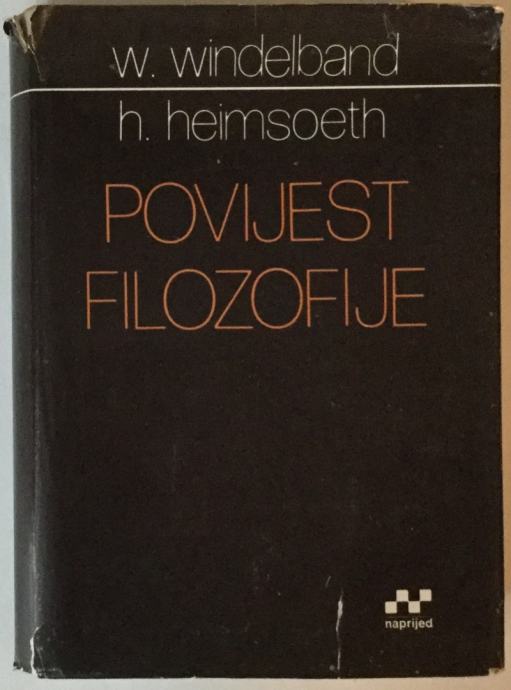 w. windelband
h. heimsoeth
POVIJEST
FILOZOFIJE
naprijed